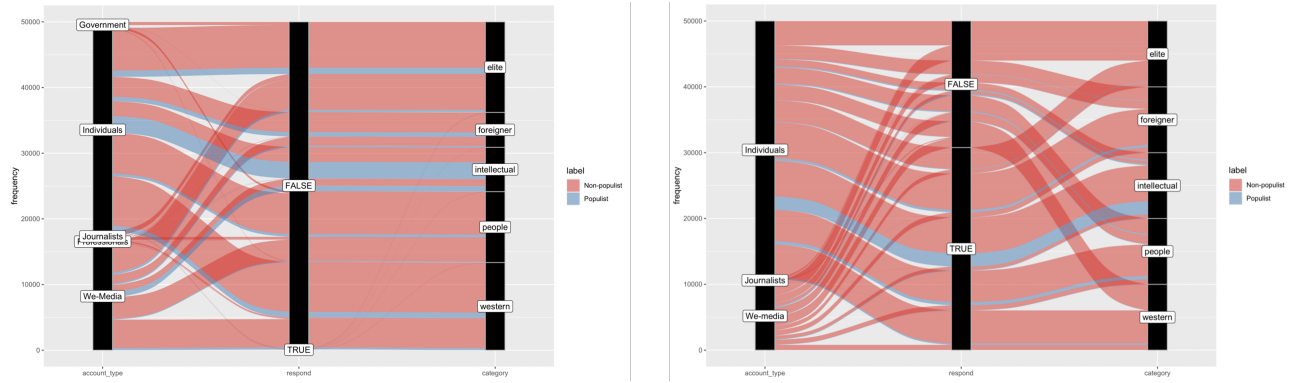 50000
40000
30000
20000
10000
0
frequency
Government
Individuals
Journalists
Professionals
We-Media
FALSE
TRUE
elite
foreigner
intellectual
people
western
account_type
respond
category
label
Non-populist
Populist
50000
40000
30000
20000
10000
0
frequency
Individuals
Journalists
We-media
FALSE
TRUE
elite
foreigner
intellectual
people
western
account_type
respond
category
label
Non-populist
Populist